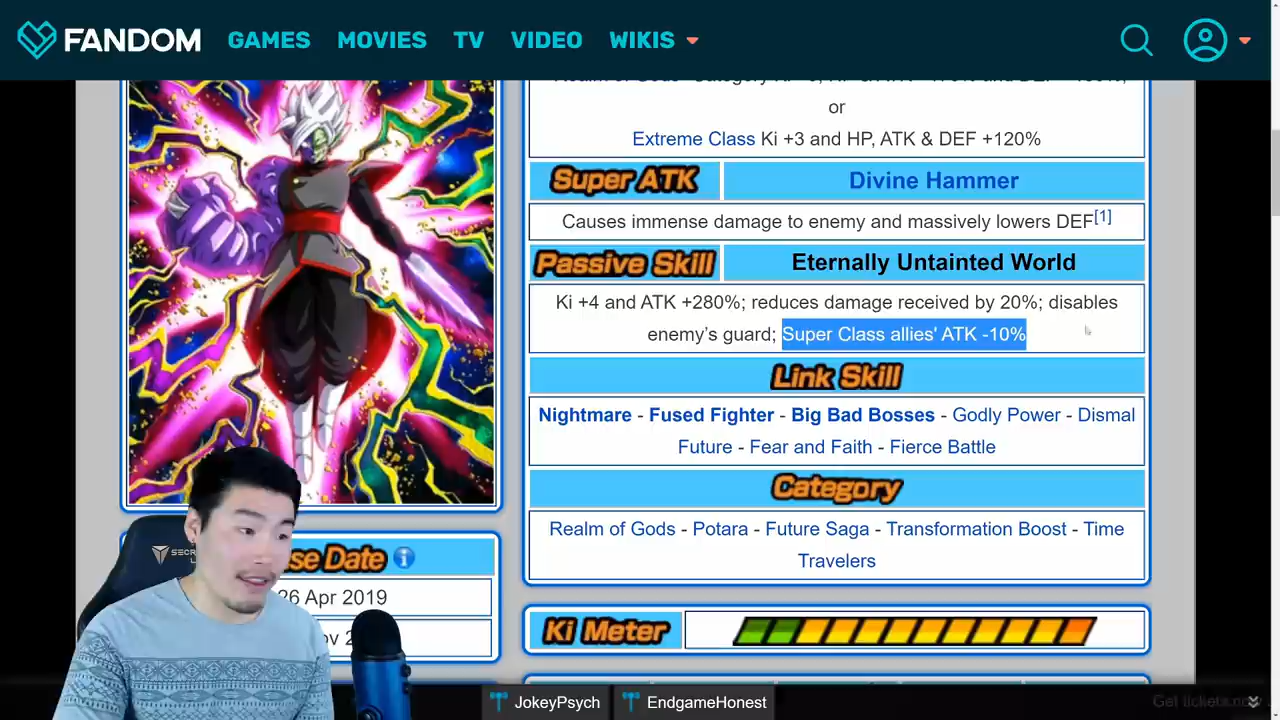 FANDOM GAMES MOVIES TV VIDEO WIKIS
or
Extreme Class Ki +3 and HP, ATK & DEF +120%
Super ATK Divine Hammer
Causes immense damage to enemy and massively lowers DEF[1]
Passive Skill Eternally Untainted World
Ki +4 and ATK +280%; reduces damage received by 20%; disables
enemy's guard; Super Class allies' ATK -10%
Link Skill
Nightmare - Fused Fighter - Big Bad Bosses - Godly Power - Dismal
Future - Fear and Faith - Fierce Battle
Category
Realm of Gods - Potara - Future Saga - Transformation Boost - Time
Travelers
se Date
26 Apr 2019
Ki Meter
JokeyPsych EndgameHonest